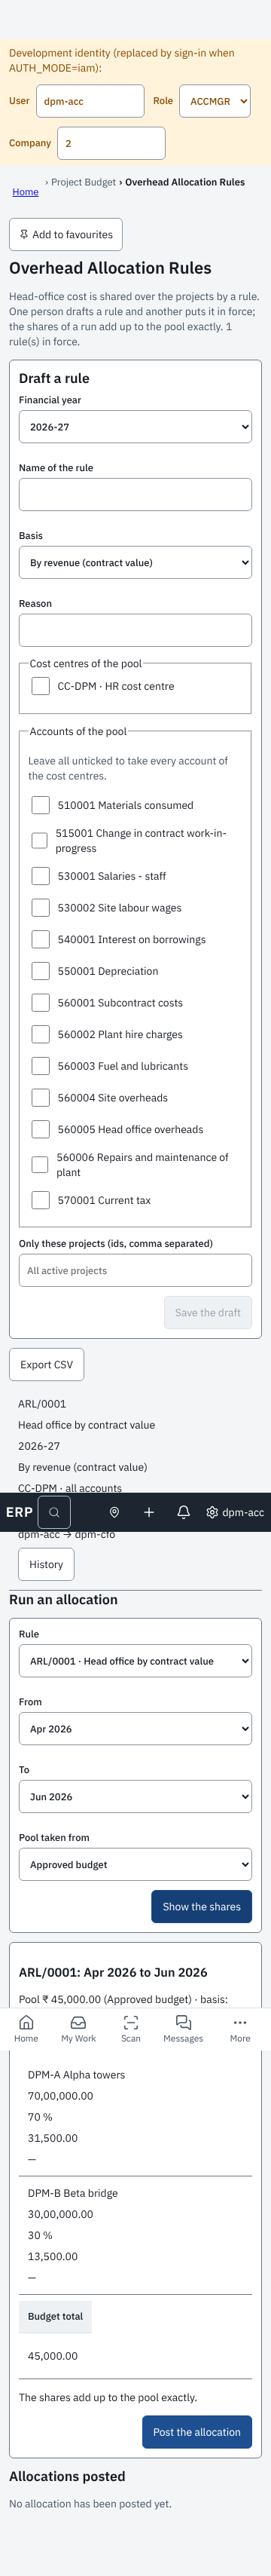 Development identity (replaced by sign-in when
AUTH_MODE=iam):
User dpm-acc Role ACCMGR
Company 2
Home › Project Budget › Overhead Allocation Rules
Add to favourites
Overhead Allocation Rules
Head-office cost is shared over the projects by a rule.
One person drafts a rule and another puts it in force;
the shares of a run add up to the pool exactly. 1
rule(s) in force.
Draft a rule
Financial year
2026-27
Name of the rule
Basis
By revenue (contract value)
Reason
Cost centres of the pool
CC-DPM · HR cost centre
Accounts of the pool
Leave all unticked to take every account of
the cost centres.
510001 Materials consumed
515001 Change in contract work-in-
progress
530001 Salaries - staff
530002 Site labour wages
540001 Interest on borrowings
550001 Depreciation
560001 Subcontract costs
560002 Plant hire charges
560003 Fuel and lubricants
560004 Site overheads
560005 Head office overheads
560006 Repairs and maintenance of
plant
570001 Current tax
Only these projects (ids, comma separated)
All active projects
Save the draft
Export CSV
ARL/0001
Head office by contract value
2026-27
By revenue (contract value)
CC-DPM · all accounts
ERP dpm-acc
dpm-acc → dpm-cfo
History
Run an allocation
Rule
ARL/0001 · Head office by contract value
From
Apr 2026
To
Jun 2026
Pool taken from
Approved budget
Show the shares
ARL/0001: Apr 2026 to Jun 2026
Pool ₹ 45,000.00 (Approved budget) · basis:
Home My Work Scan Messages More
DPM-A Alpha towers
70,00,000.00
70 %
31,500.00
—
DPM-B Beta bridge
30,00,000.00
30 %
13,500.00
—
Budget total
45,000.00
The shares add up to the pool exactly.
Post the allocation
Allocations posted
No allocation has been posted yet.